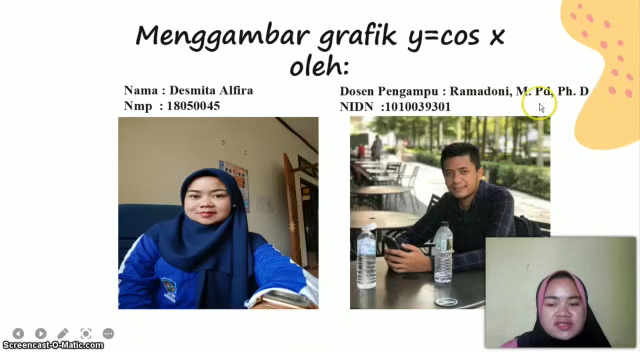 Menggambar grafik y=cos x
oleh:
Nama : Desmita Alfira
Nmp : 18050045
Dosen Pengampu : Ramadoni, M. Pd, Ph. D
NIDN :1010039301
Screencast-O-Matic.com